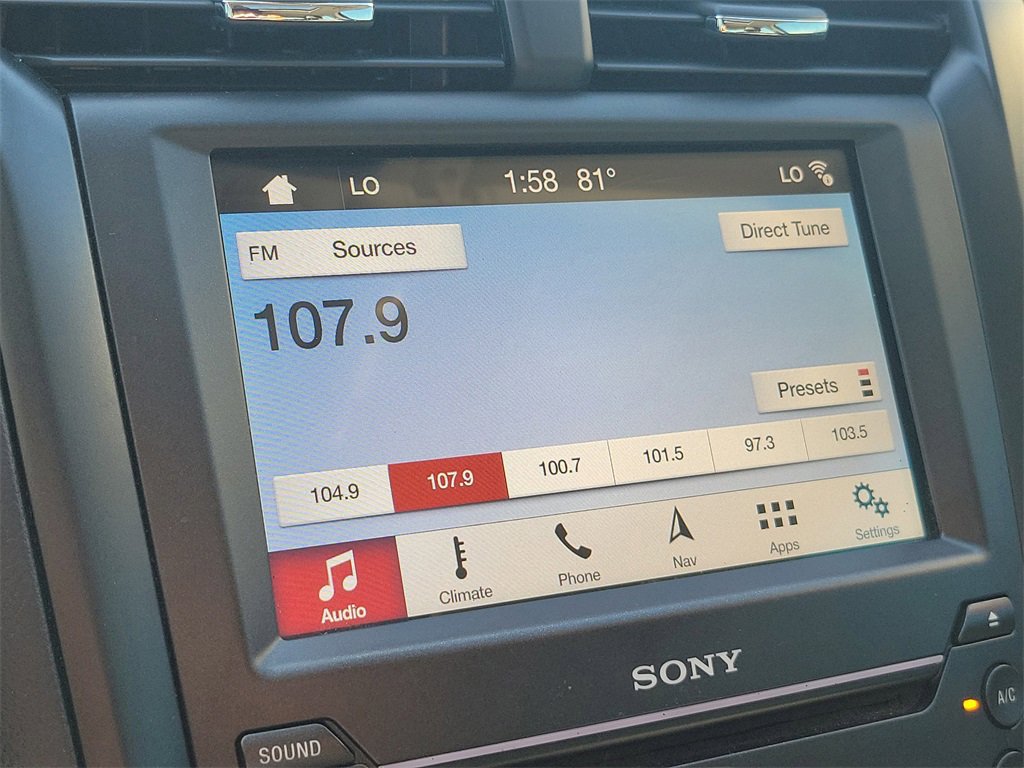 LO 1:58 81° LO
FM Sources
Direct Tune
107.9
Presets
104.9 107.9 100.7 101.5 97.3 103.5
Audio Climate Phone Nav Apps Settings
SONY
A/C
SOUND